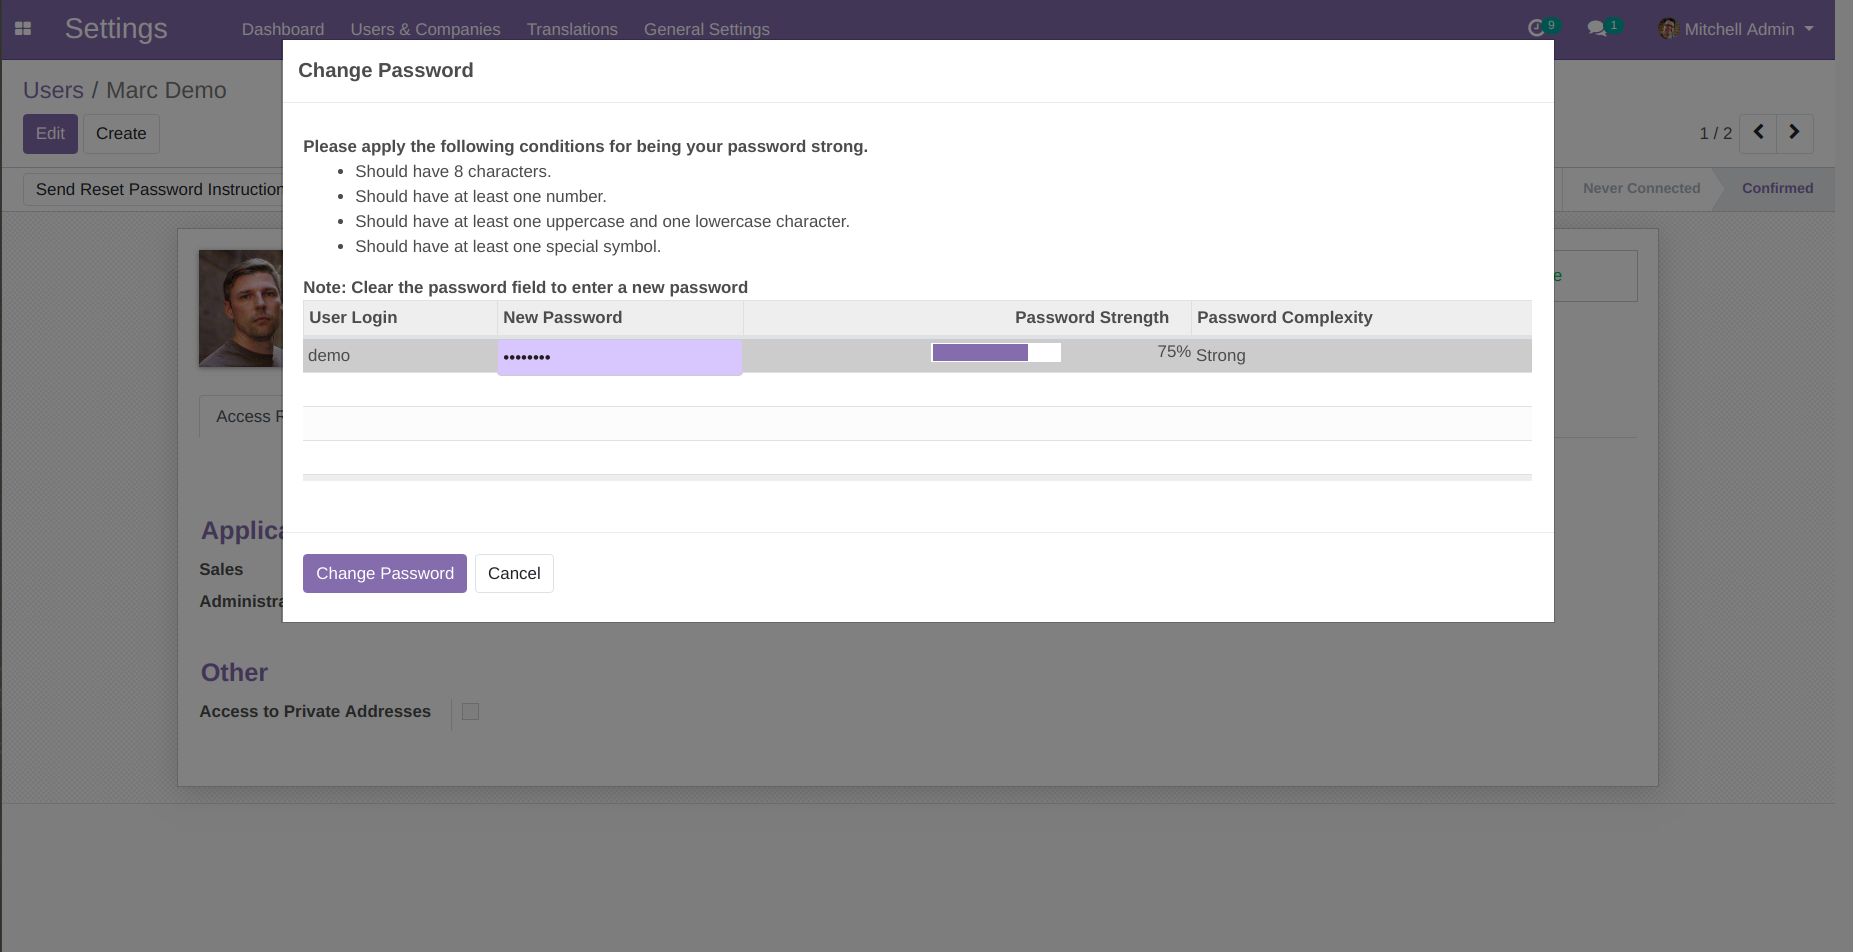 Settings Dashboard Users & Companies Translations General Settings 9 1 Mitchell Admin
Change Password
Users / Marc Demo
Edit Create
1 / 2
Please apply the following conditions for being your password strong.
• Should have 8 characters.
Send Reset Password Instruction
Never Connected Confirmed
• Should have at least one number.
• Should have at least one uppercase and one lowercase character.
• Should have at least one special symbol.
Note: Clear the password field to enter a new password
User Login New Password Password Strength Password Complexity
demo •••••••• 75% Strong
Access
Sales
Change Password Cancel
Other
Access to Private Addresses